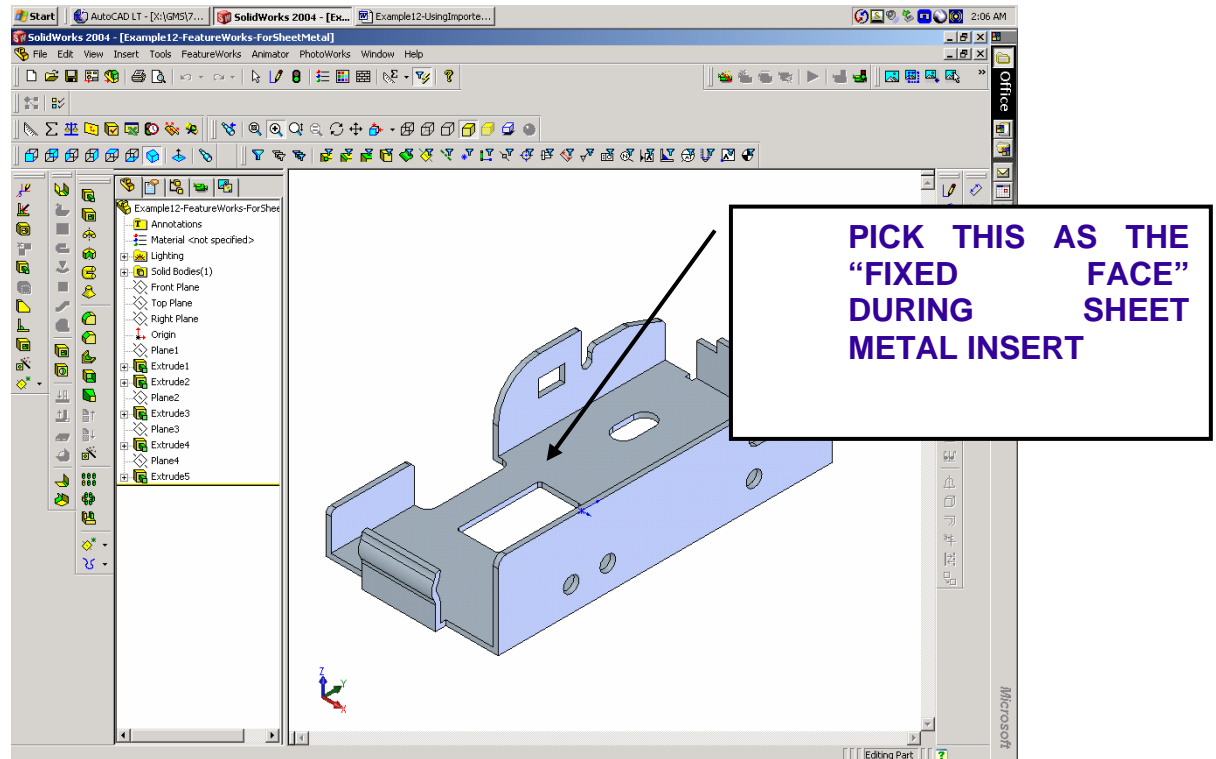 Start
AutoCAD LT - [X:\GMS\7...
SolidWorks 2004 - [Ex...
Example12-UsingImporte...
2:06 AM
SolidWorks 2004 - [Example12-FeatureWorks-ForSheetMetal]
File Edit View Insert Tools FeatureWorks Animator PhotoWorks Window Help
Office
Example12-FeatureWorks-ForShee
Annotations
Material <not specified>
Lighting
Solid Bodies(1)
Front Plane
Top Plane
Right Plane
Origin
Plane1
Extrude1
Extrude2
Plane2
Extrude3
Plane3
Extrude4
Plane4
Extrude5
PICK THIS AS THE
“FIXED FACE”
DURING SHEET
METAL INSERT
Z
Y
X
Microsoft
Editing Part